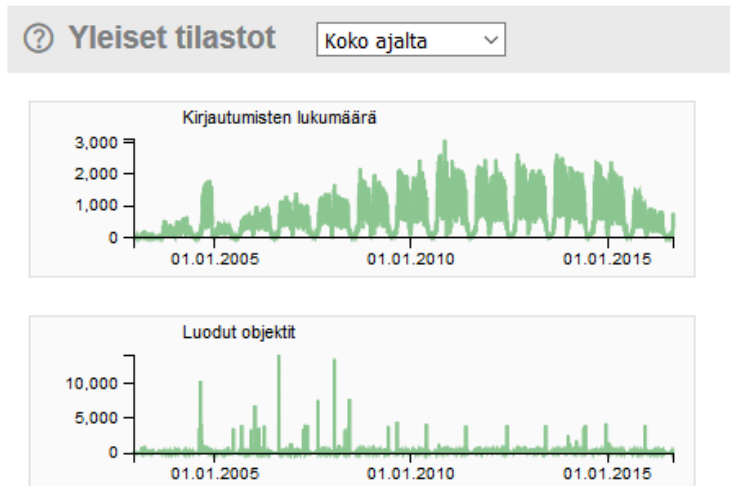 ? Yleiset tilastot Koko ajalta
Kirjautumisten lukumäärä
3,000
2,000
1,000
0
01.01.2005 01.01.2010 01.01.2015
Luodut objektit
10,000
5,000
0
01.01.2005 01.01.2010 01.01.2015